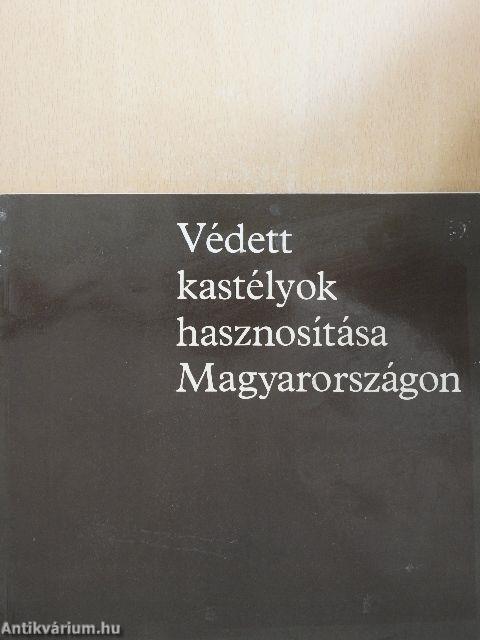 Védett
kastélyok
hasznosítása
Magyarországon
Antikvárium.hu